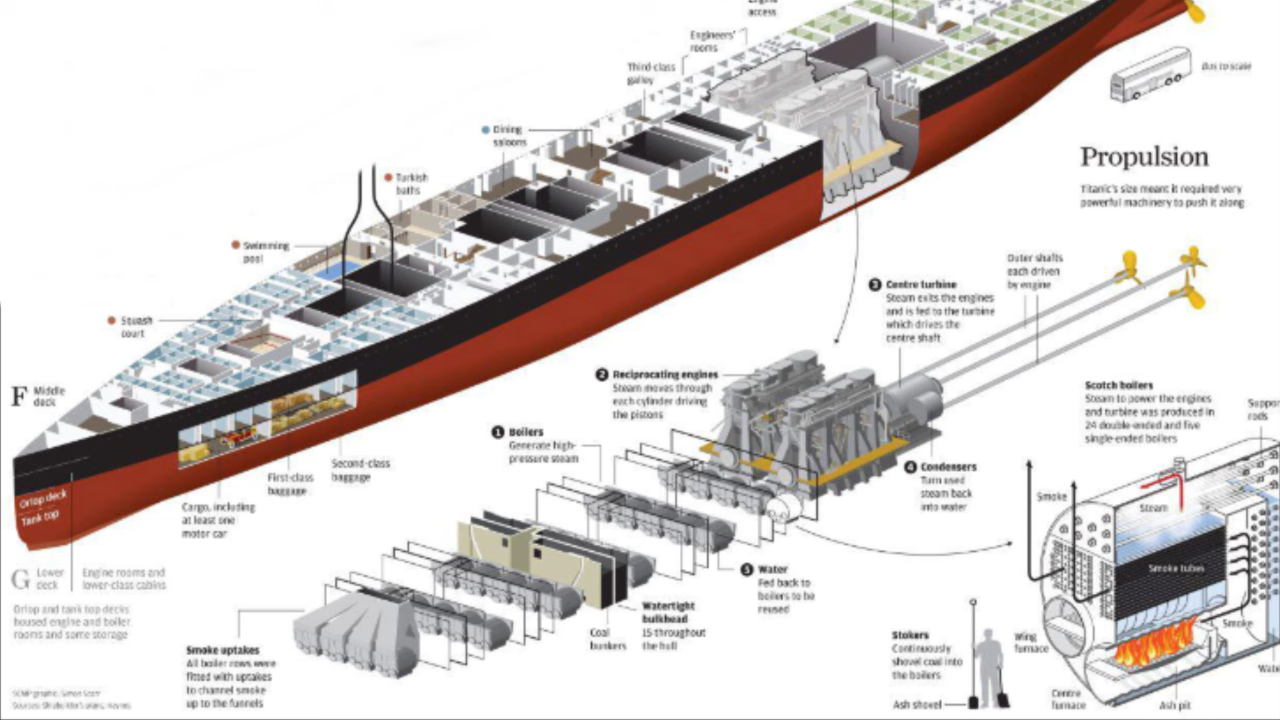 access
Engineers'
rooms
Third-class
galley
Dining
saloons
Turkish
baths
Swimming
pool
Squash
court
Bus to scale
Propulsion
Titanic's size meant it required very
powerful machinery to push it along
F Middle
deck
Orlop deck
Tank top
G Lower
deck
Engine rooms and
lower-class cabins
Orlop and tank top decks
housed engine and boiler
rooms and some storage
Cargo, including
at least one
motor car
First-class
baggage
Second-class
baggage
Outer shafts
each driven
by engine
3 Centre turbine
Steam exits the engines
and is fed to the turbine
which drives the
centre shaft
2 Reciprocating engines
Steam moves through
each cylinder driving
the pistons
1 Boilers
Generate high-
pressure steam
4 Condensers
Turn used
steam back
into water
5 Water
Fed back to
boilers to be
reused
Watertight
bulkhead
15 throughout
the hull
Coal
bunkers
Smoke uptakes
All boiler rows were
fitted with uptakes
to channel smoke
up to the funnels
Scotch boilers
Steam to power the engines
and turbine was produced in
24 double-ended and five
single-ended boilers
Suppor
rods
Smoke
Steam
Smoke tubes
Smoke
Wate
Wing
furnace
Centre
furnace
Ash pit
Stokers
Continuously
shovel coal into
the boilers
Ash shovel
SCMP graphic: Simon Scarr